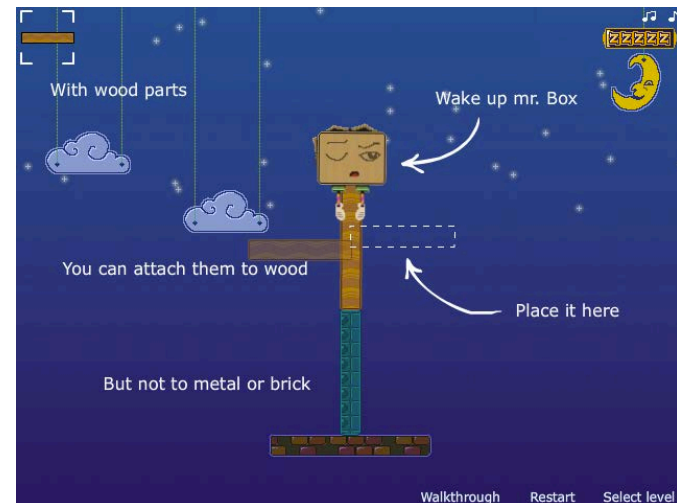 ZZZZZ
With wood parts
Wake up mr. Box
You can attach them to wood
Place it here
But not to metal or brick
Walkthrough Restart Select level